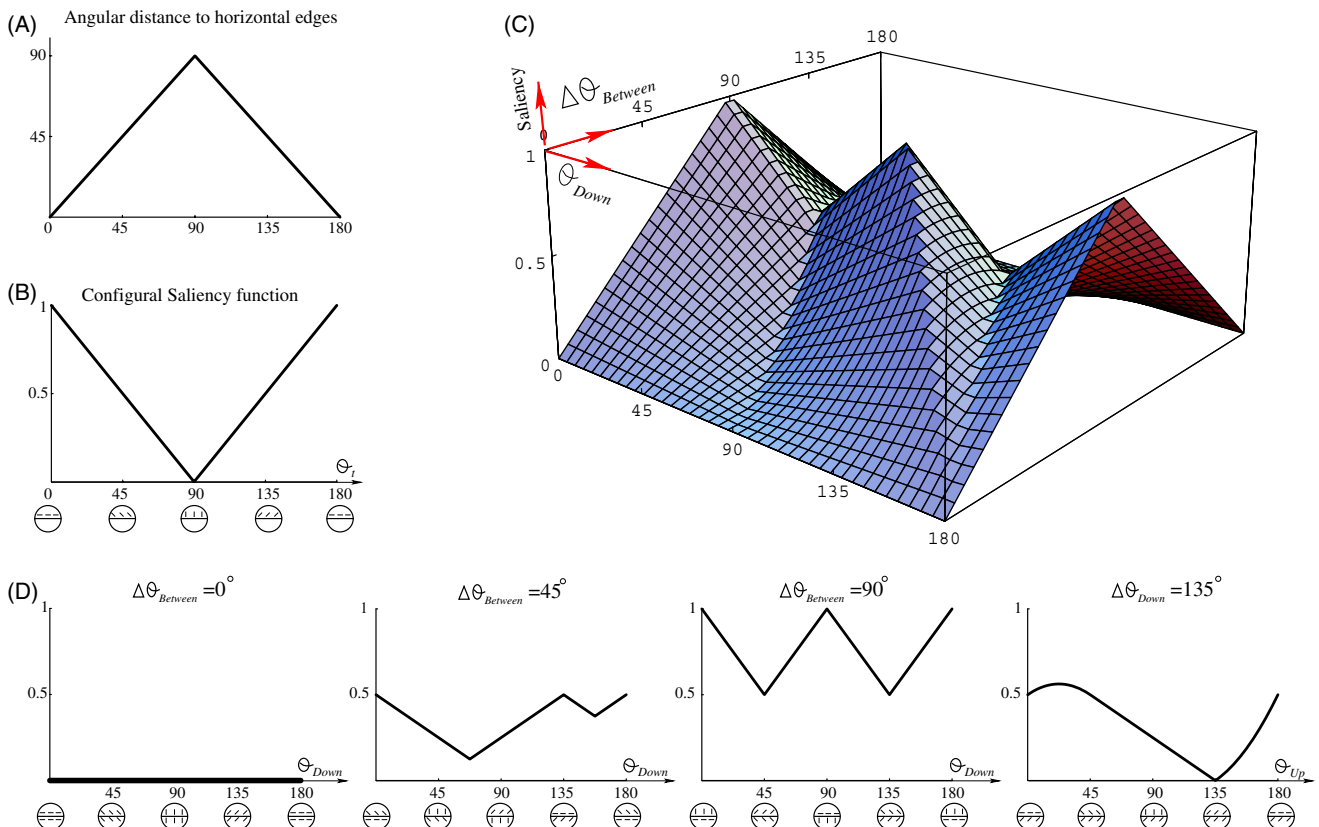 (A)
Angular distance to horizontal edges
90
45
0 45 90 135 180
(B)
Configural Saliency function
1
0.5
Θt
0 45 90 135 180
(C)
180
135
90
45
0
ΔΘBetween
Saliency
1
ΘDown
0.5
0
0
45
90
135
180
(D)
ΔΘBetween =0°
1
0.5
ΘDown
0 45 90 135 180
ΔΘBetween =45°
1
0.5
ΘDown
45 90 135 180
ΔΘBetween =90°
1
0.5
ΘDown
45 90 135 180
ΔΘDown =135°
1
0.5
ΘUp
45 90 135 180